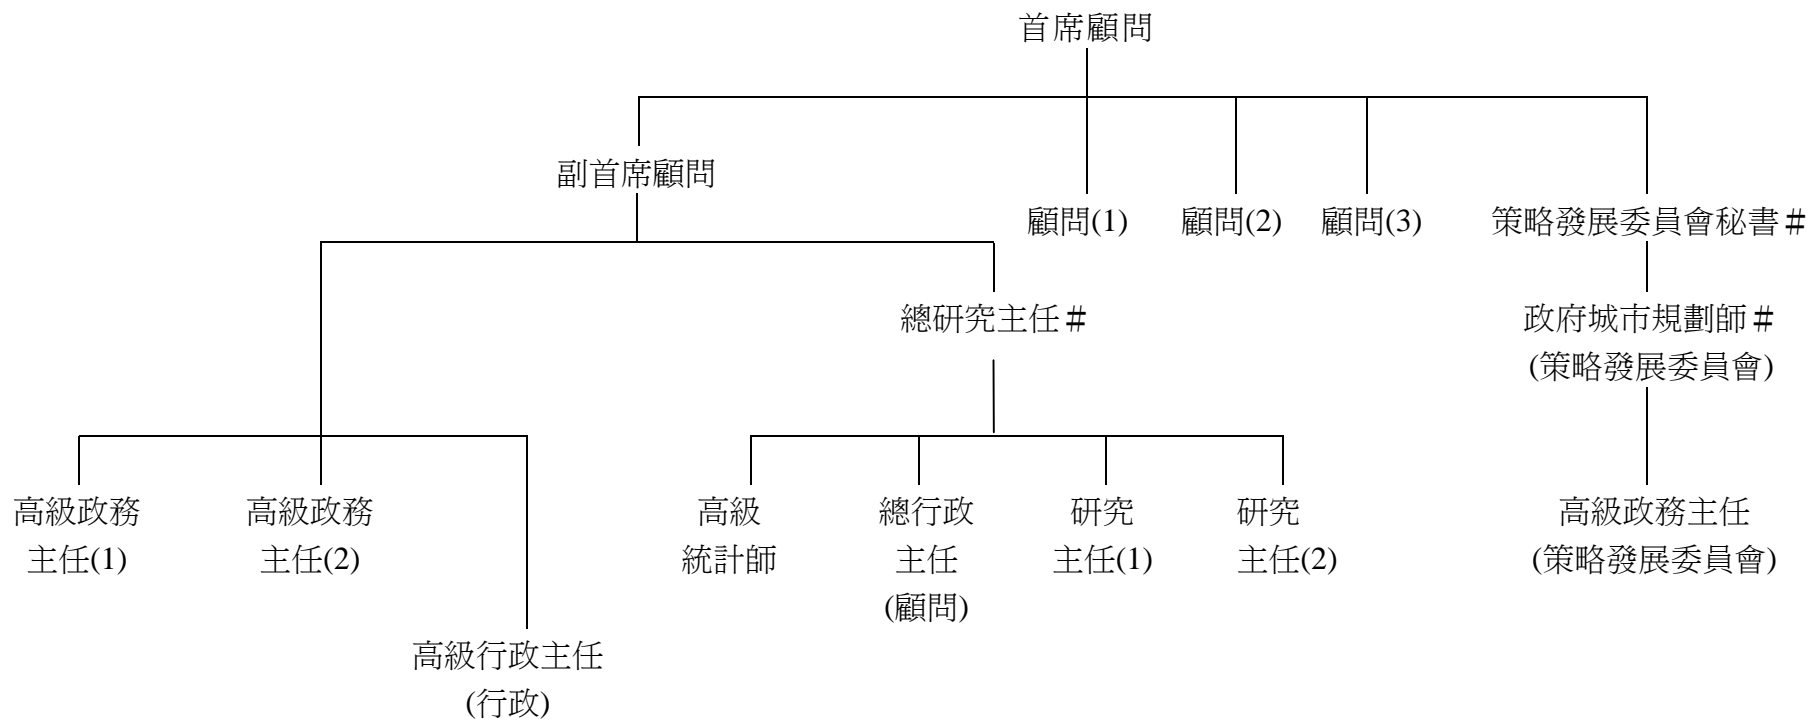 首席顧問
副首席顧問
顧問(1)
顧問(2)
顧問(3)
策略發展委員會秘書#
總研究主任#
政府城市規劃師#
(策略發展委員會)
高級政務
主任(1)
高級政務
主任(2)
高級
統計師
總行政
主任
(顧問)
研究
主任(1)
研究
主任(2)
高級政務主任
(策略發展委員會)
高級行政主任
(行政)